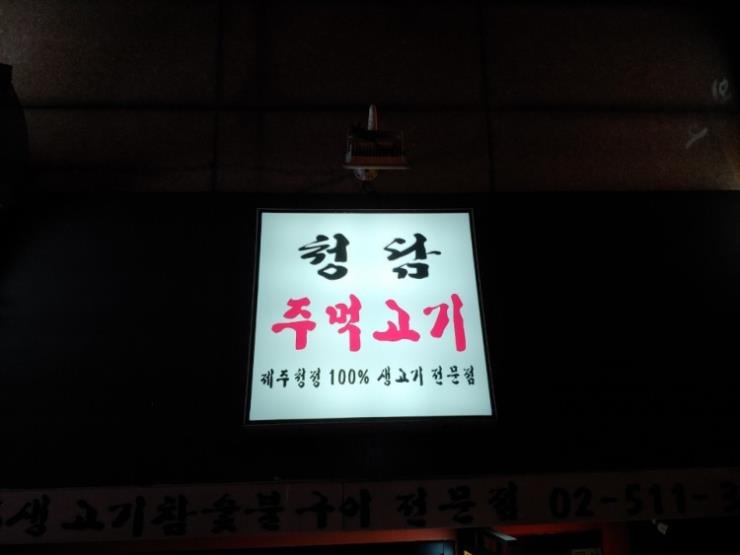 청담
주먹고기
제주청정 100% 생고기 전문점
생고기참숯불구이 전문점 02-511-3